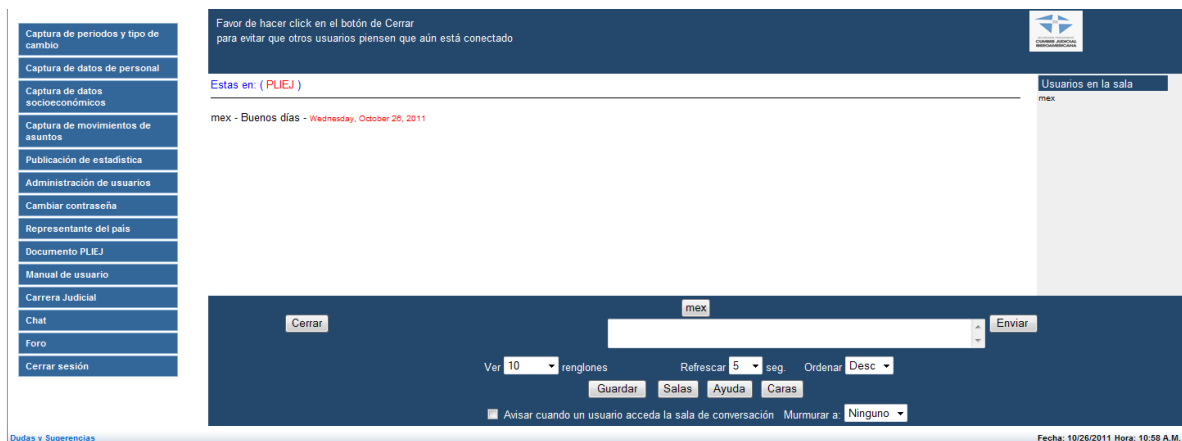 Captura de periodos y tipo de
cambio
Captura de datos de personal
Captura de datos
socioeconómicos
Captura de movimientos de
asuntos
Publicación de estadística
Administración de usuarios
Cambiar contraseña
Representante del país
Documento PLIEJ
Manual de usuario
Carrera Judicial
Chat
Foro
Cerrar sesión
Favor de hacer click en el botón de Cerrar
para evitar que otros usuarios piensen que aún está conectado
CUMBRE JUDICIAL
IBEROAMERICANA
Estas en: ( PLIEJ )
Usuarios en la sala
mex
mex - Buenos días - Wednesday, October 26, 2011
mex
Cerrar
Enviar
Ver 10 renglones Refrescar 5 seg. Ordenar Desc
Guardar Salas Ayuda Caras
Avisar cuando un usuario acceda la sala de conversación Murmurar a: Ninguno
Dudas y Sugerencias
Fecha: 10/26/2011 Hora: 10:58 A.M.